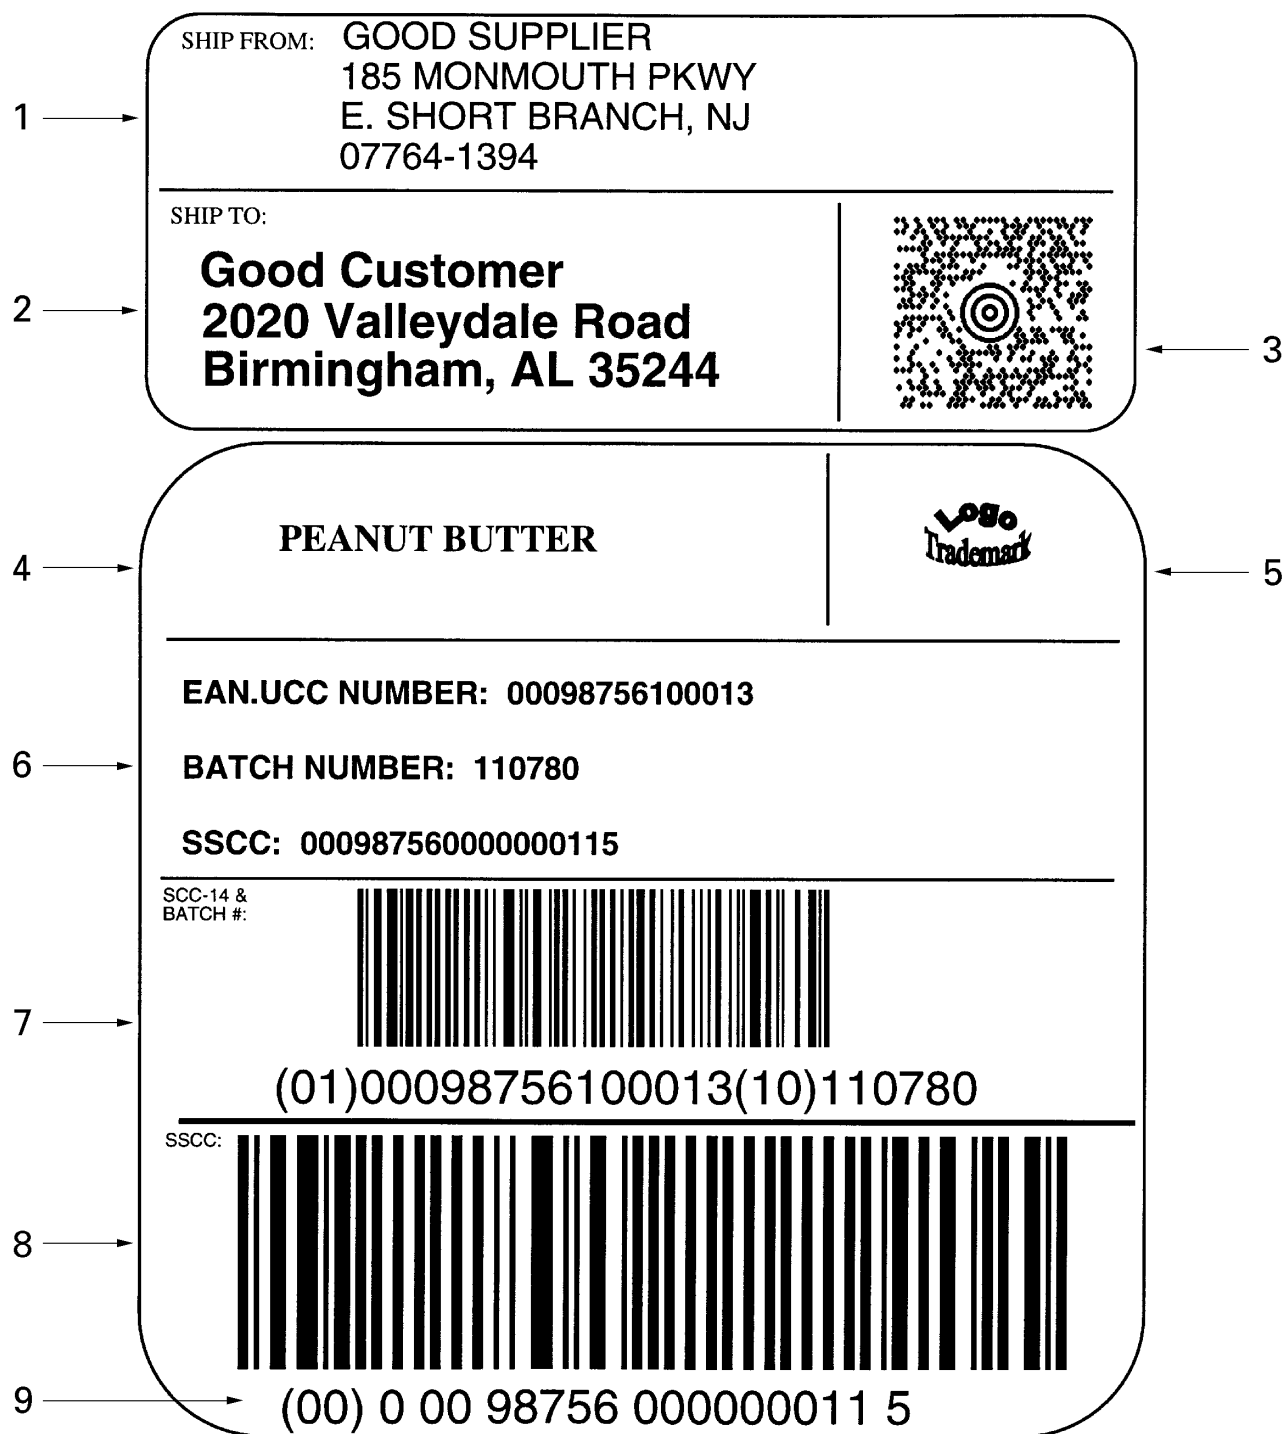 SHIP FROM: GOOD SUPPLIER
185 MONMOUTH PKWY
1
E. SHORT BRANCH, NJ
07764-1394
SHIP TO:
Good Customer
2
2020 Valleydale Road
Birmingham, AL 35244
3
PEANUT BUTTER
Logo
Trademark
4
5
EAN.UCC NUMBER: 00098756100013
6
BATCH NUMBER: 110780
SSCC: 000987560000000115
SCC-14 &
BATCH #:
7
(01)00098756100013(10)110780
SSCC:
8
9
(00) 0 00 98756 000000011 5